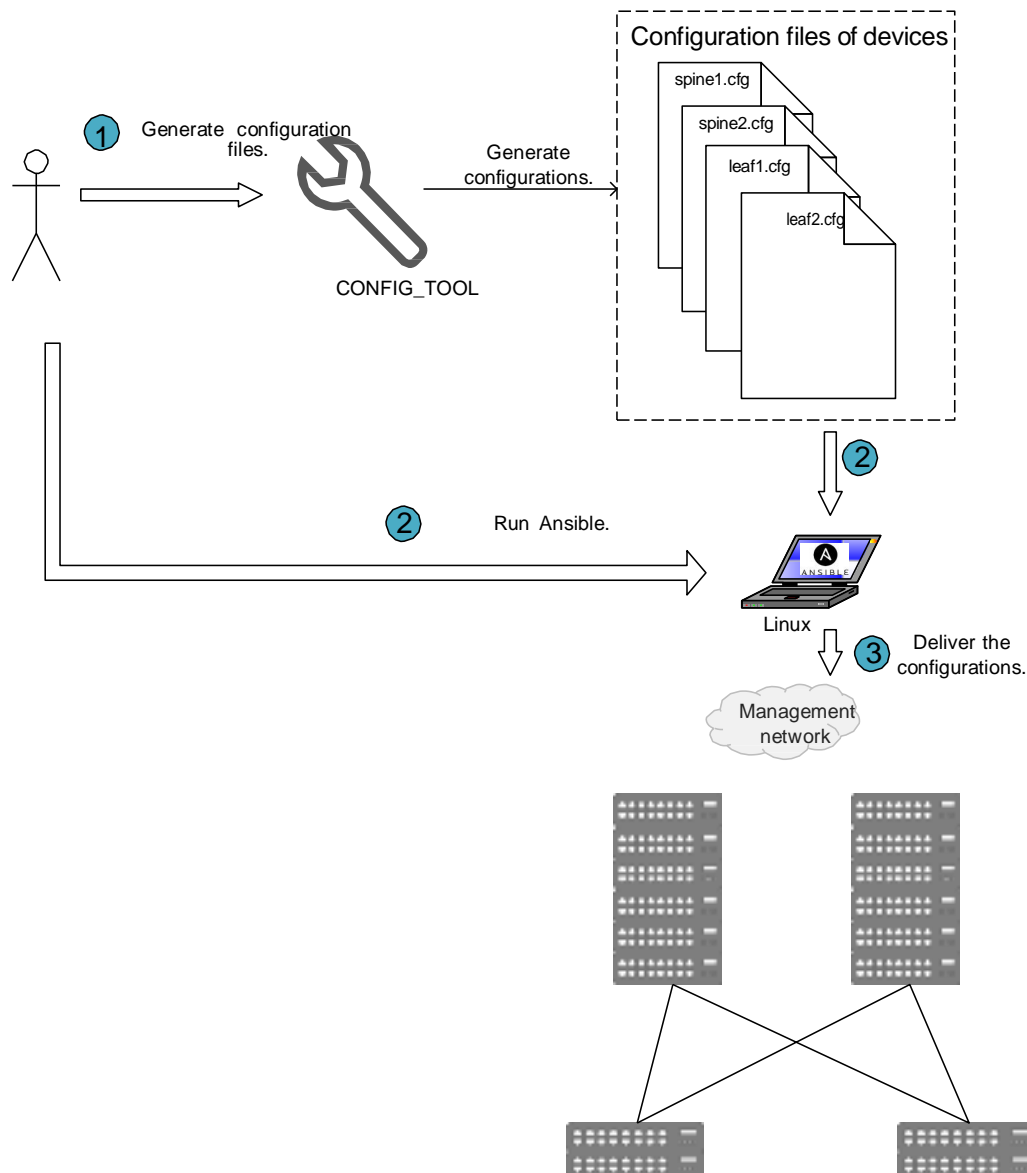 Configuration files of devices
spine1.cfg
spine2.cfg
leaf1.cfg
leaf2.cfg
1
Generate configuration
files.
Generate
configurations.
CONFIG_TOOL
2
2
Run Ansible.
A
ANSIBLE
Linux
3
Deliver the
configurations.
Management
network